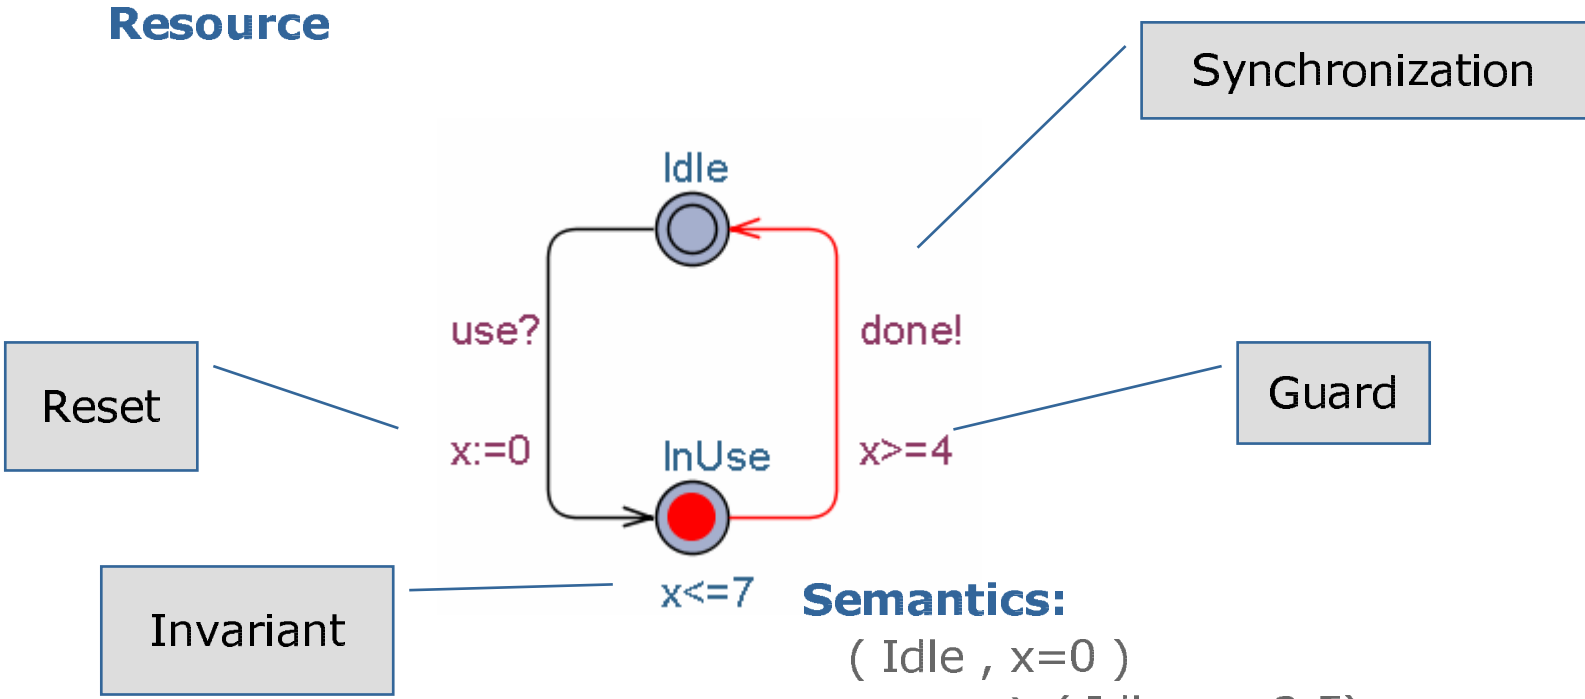 Resource
Synchronization
Idle
use?
done!
Reset
Guard
x:=0
InUse
x>=4
Invariant
x<=7
Semantics:
( Idle , x=0 )